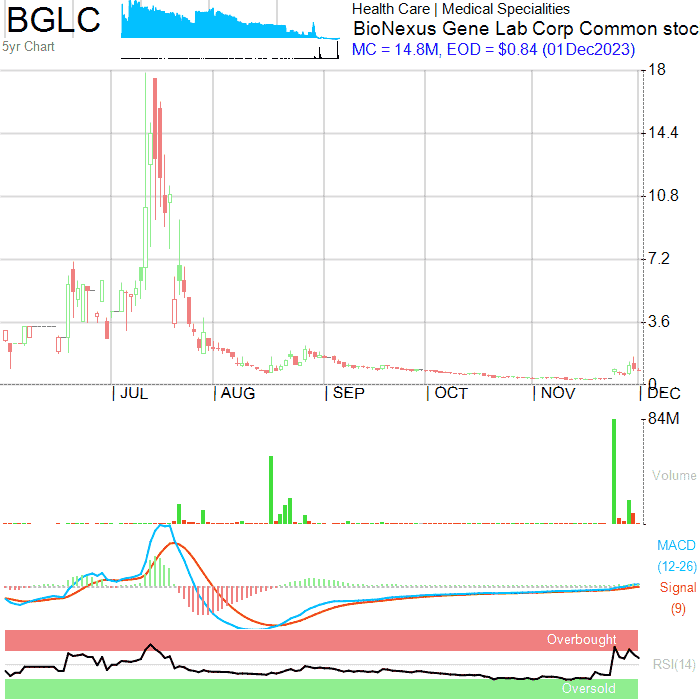 BGLC
5yr Chart
Health Care | Medical Specialities
BioNexus Gene Lab Corp Common stoc
MC = 14.8M, EOD = $0.84 (01Dec2023)
18
14.4
10.8
7.2
3.6
0
JUL
AUG
SEP
OCT
NOV
DEC
84M
Volume
MACD
(12-26)
Signal
(9)
Overbought
RSI(14)
Oversold